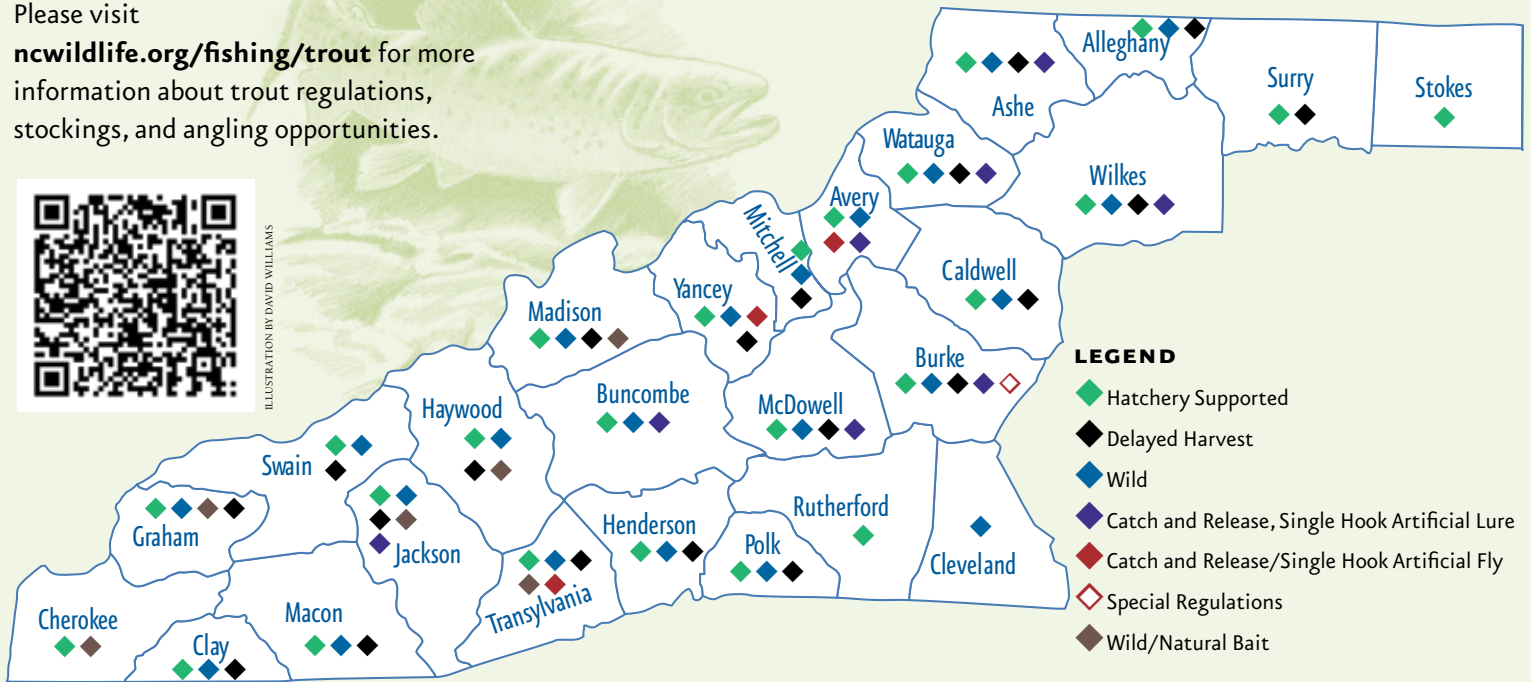 Please visit
ncwildlife.org/fishing/trout for more
information about trout regulations,
stockings, and angling opportunities.
ILLUSTRATION BY DAVID WILLIAMS
Alleghany
Ashe
Surry
Stokes
Watauga
Wilkes
Avery
Mitchell
Caldwell
Yancey
Madison
Burke
Buncombe
McDowell
Haywood
Swain
Graham
Jackson
Henderson
Rutherford
Polk
Cleveland
Transylvania
Cherokee
Macon
Clay
LEGEND
Hatchery Supported
Delayed Harvest
Wild
Catch and Release, Single Hook Artificial Lure
Catch and Release/Single Hook Artificial Fly
Special Regulations
Wild/Natural Bait